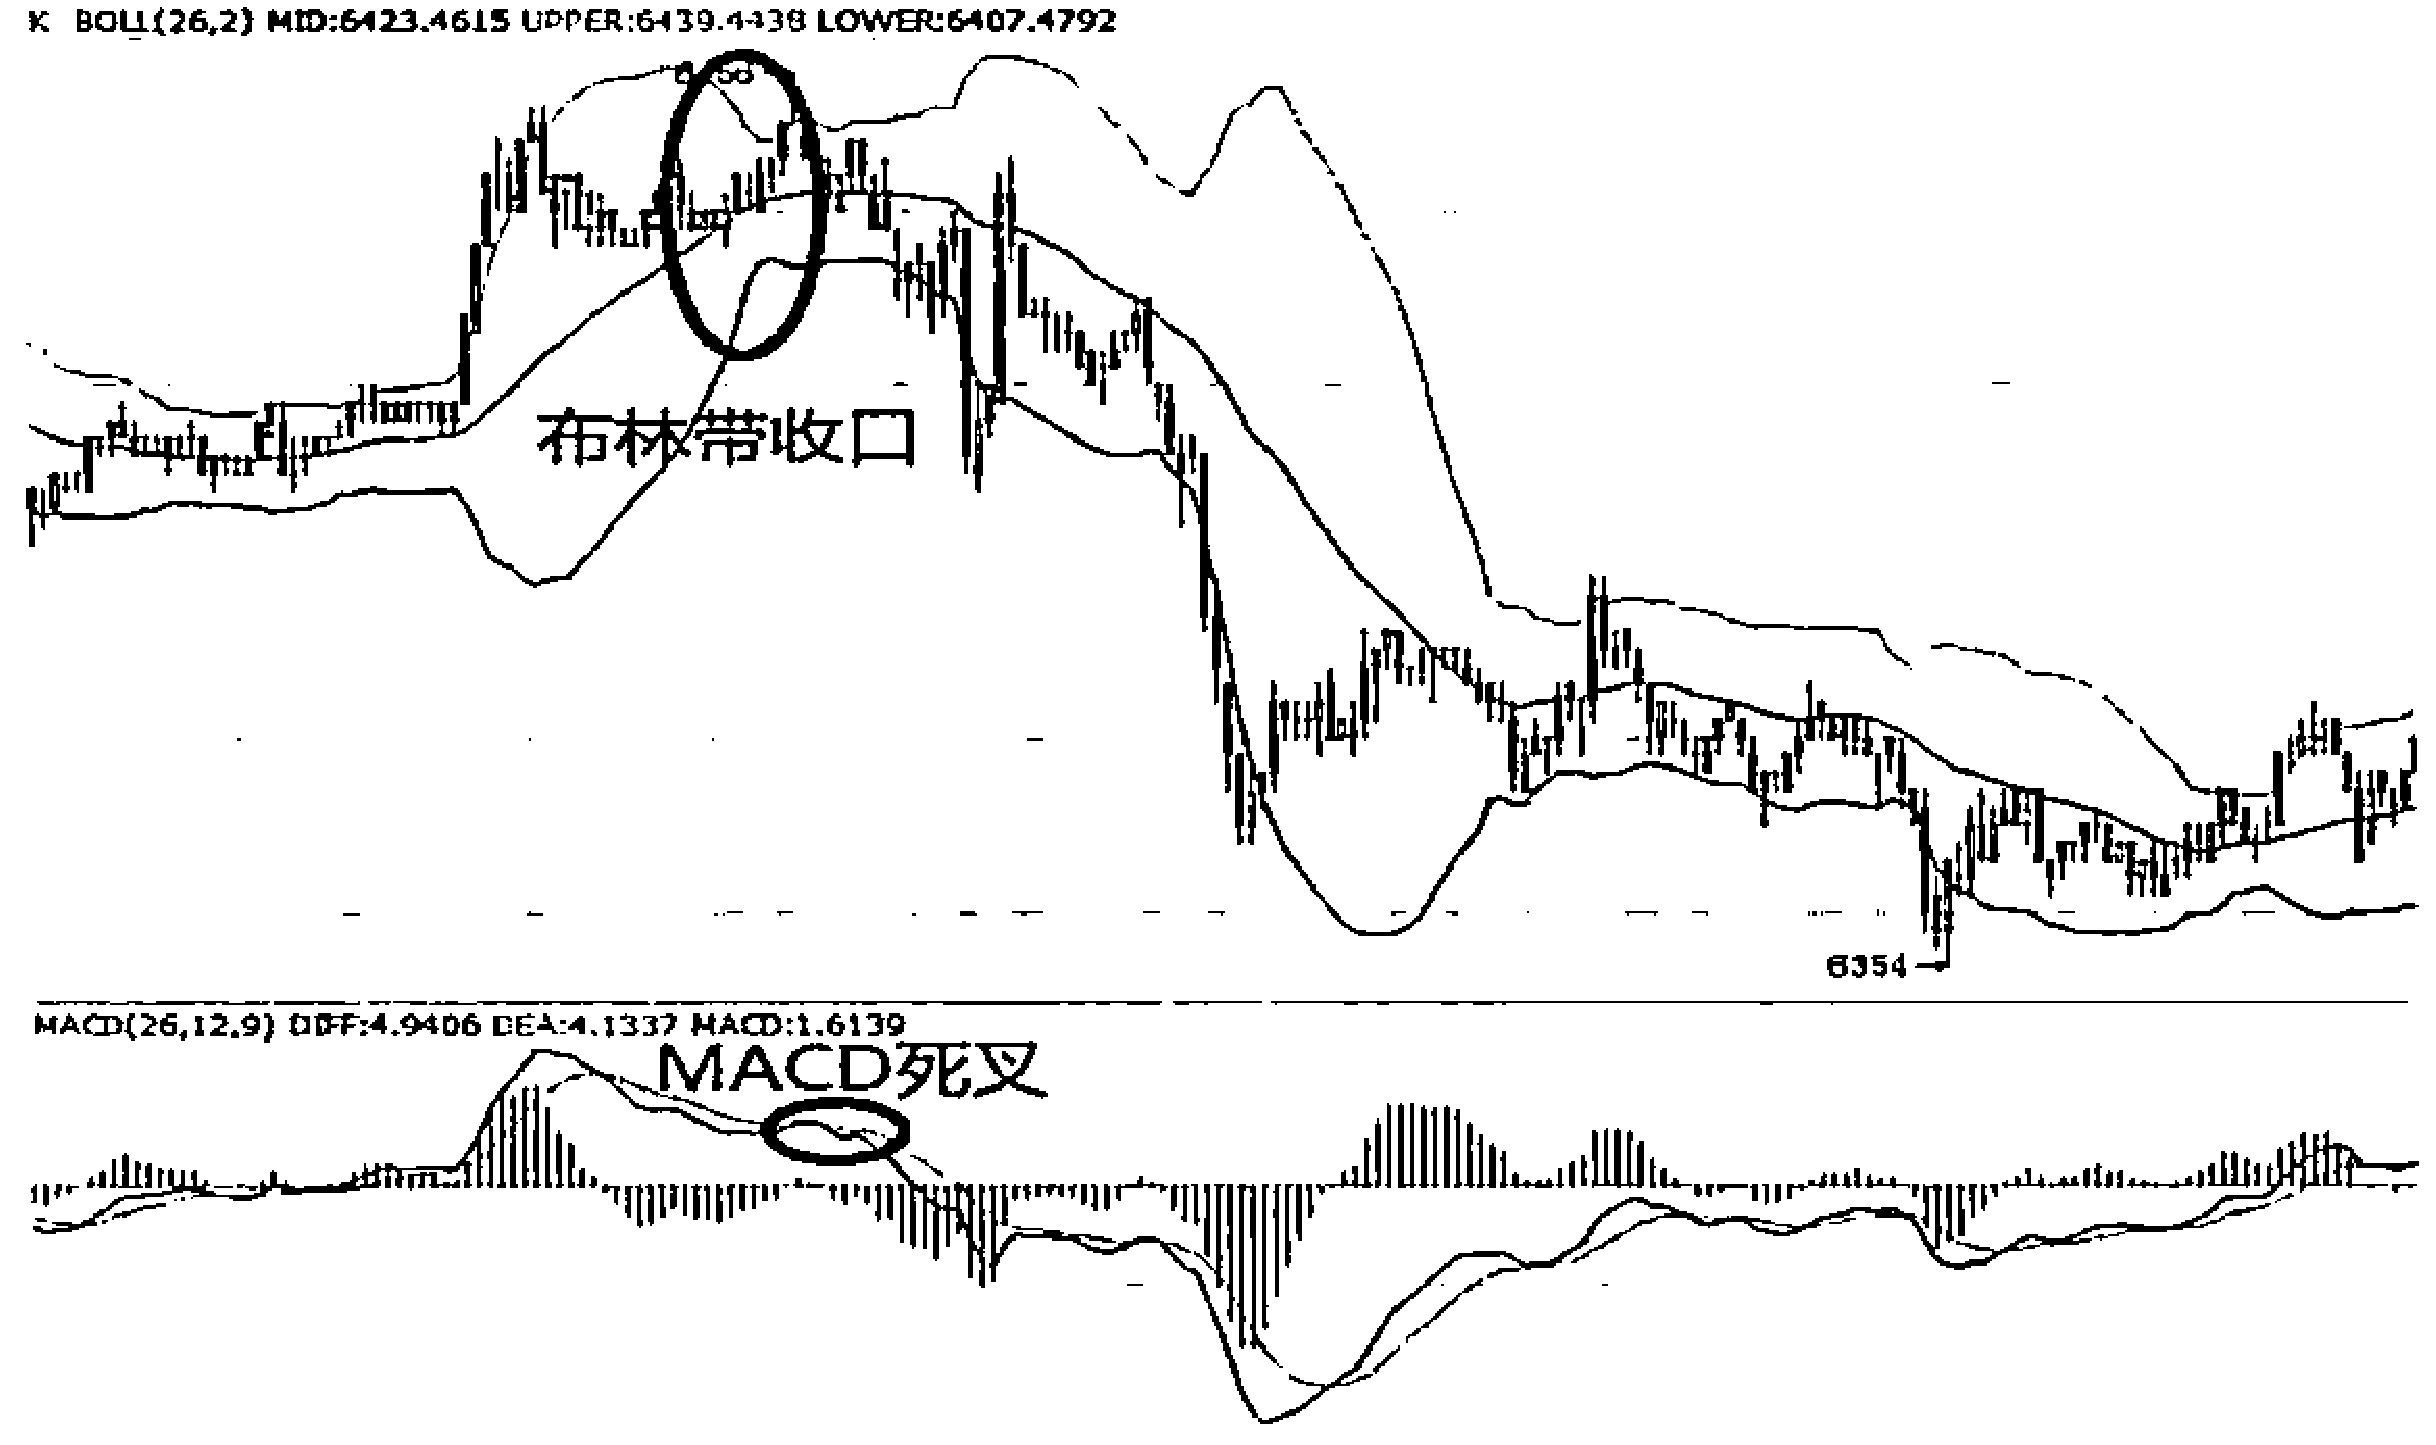 K BOLL(26,2) MID:6423.4615 UPPER:6439.4438 LOWER:6407.4792
布林带收口
6354
MACD(26,12,9) DIFF:4.9406 DEA:4.1337 MACD:1.6139
MACD死叉